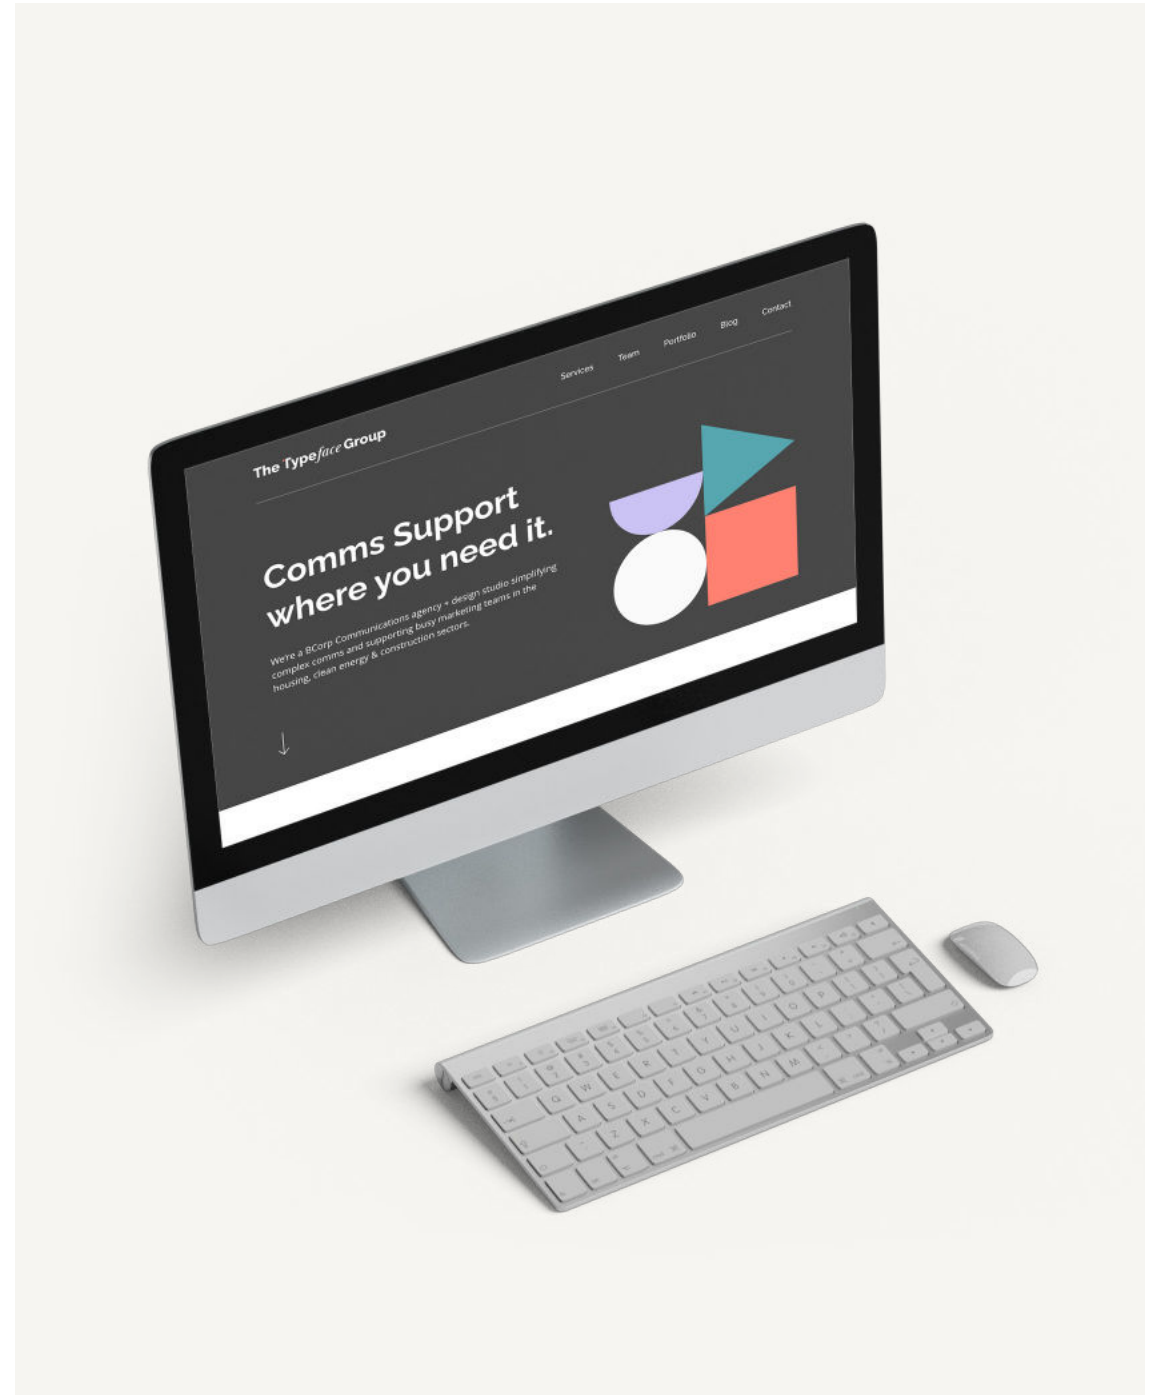 The Typeface Group
Services Team Portfolio Blog Contact
Comms Support
where you need it.
We're a BCorp Communications agency + design studio simplifying
complex comms and supporting busy marketing teams in the
housing, clean energy & construction sectors.
Q W E R T Y U I O P
A S D F G H J K L
Z X C V B N M